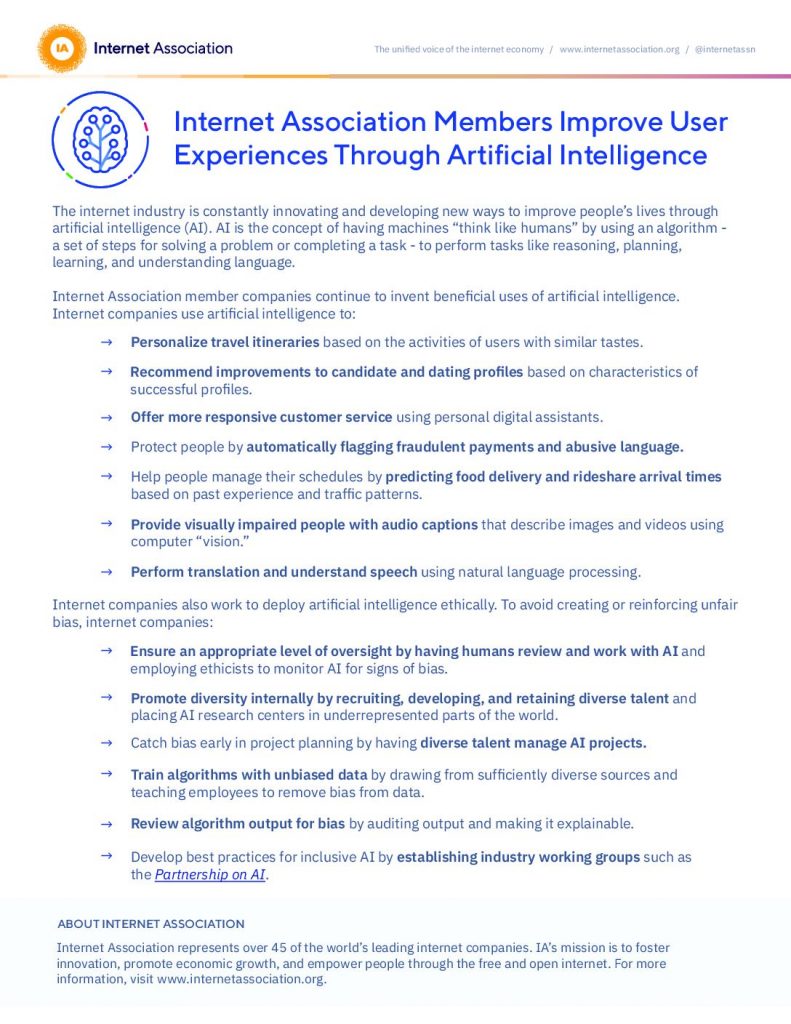 IA Internet Association
The unified voice of the internet economy / www.internetassociation.org / @internetassn
Internet Association Members Improve User
Experiences Through Artificial Intelligence
The internet industry is constantly innovating and developing new ways to improve people’s lives through
artificial intelligence (AI). AI is the concept of having machines “think like humans” by using an algorithm -
a set of steps for solving a problem or completing a task - to perform tasks like reasoning, planning,
learning, and understanding language.
Internet Association member companies continue to invent beneficial uses of artificial intelligence.
Internet companies use artificial intelligence to:
→ Personalize travel itineraries based on the activities of users with similar tastes.
→ Recommend improvements to candidate and dating profiles based on characteristics of
successful profiles.
→ Offer more responsive customer service using personal digital assistants.
→ Protect people by automatically flagging fraudulent payments and abusive language.
→ Help people manage their schedules by predicting food delivery and rideshare arrival times
based on past experience and traffic patterns.
→ Provide visually impaired people with audio captions that describe images and videos using
computer “vision.”
→ Perform translation and understand speech using natural language processing.
Internet companies also work to deploy artificial intelligence ethically. To avoid creating or reinforcing unfair
bias, internet companies:
→ Ensure an appropriate level of oversight by having humans review and work with AI and
employing ethicists to monitor AI for signs of bias.
→ Promote diversity internally by recruiting, developing, and retaining diverse talent and
placing AI research centers in underrepresented parts of the world.
→ Catch bias early in project planning by having diverse talent manage AI projects.
→ Train algorithms with unbiased data by drawing from sufficiently diverse sources and
teaching employees to remove bias from data.
→ Review algorithm output for bias by auditing output and making it explainable.
→ Develop best practices for inclusive AI by establishing industry working groups such as
the Partnership on AI.
ABOUT INTERNET ASSOCIATION
Internet Association represents over 45 of the world’s leading internet companies. IA’s mission is to foster
innovation, promote economic growth, and empower people through the free and open internet. For more
information, visit www.internetassociation.org.